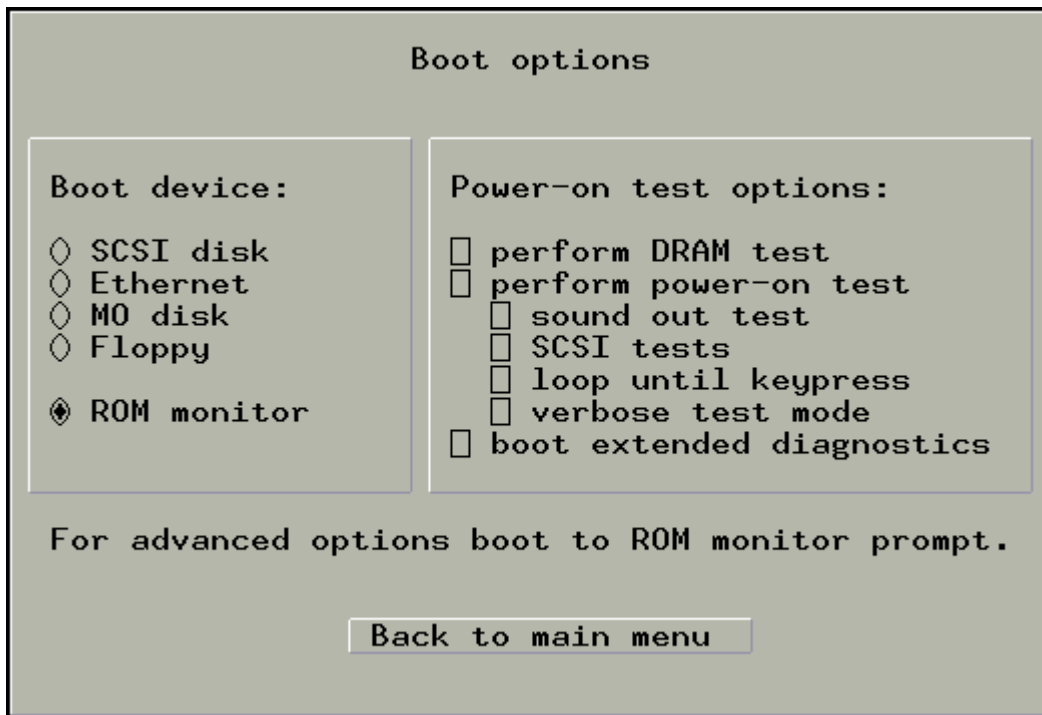 Boot options
Boot device:
SCSI disk
Ethernet
MO disk
Floppy
ROM monitor
Power-on test options:
perform DRAM test
perform power-on test
sound out test
SCSI tests
loop until keypress
verbose test mode
boot extended diagnostics
For advanced options boot to ROM monitor prompt.
Back to main menu